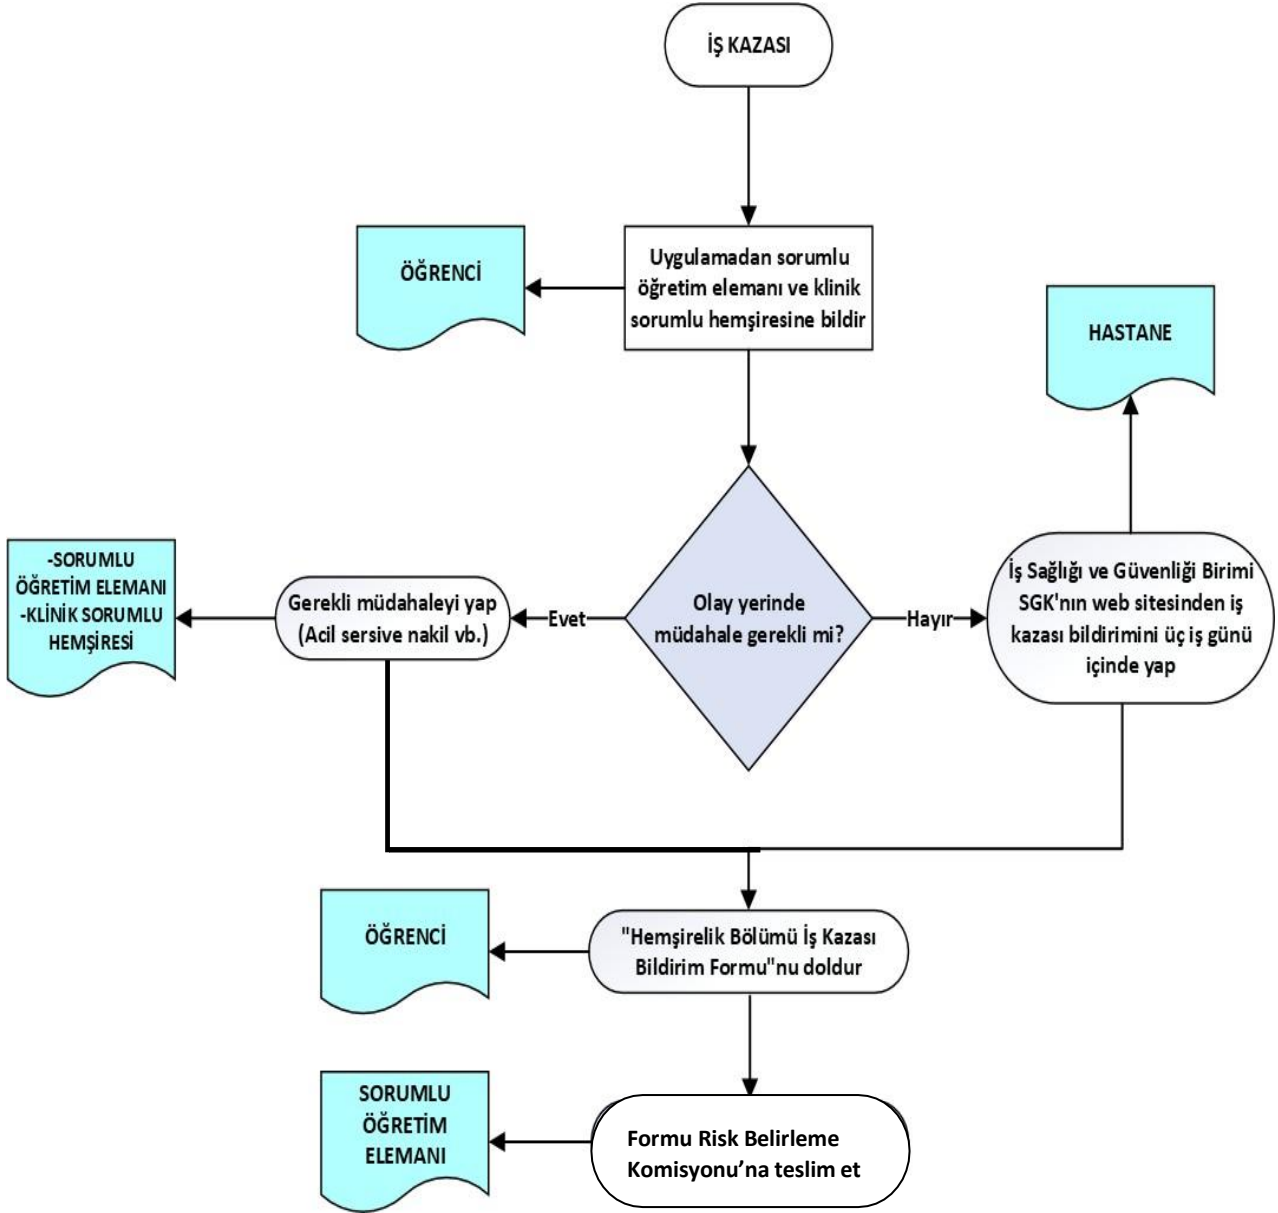 İŞ KAZASI
ÖĞRENCİ
Uygulamadan sorumlu
öğretim elemanı ve klinik
sorumlu hemşiresine bildir
HASTANE
-SORUMLU
ÖĞRETİM ELEMANI
-KLİNİK SORUMLU
HEMŞİRESİ
Gerekli müdahaleyi yap
(Acil sersive nakil vb.)
Evet
Olay yerinde
müdahale gerekli mi?
Hayır
İş Sağlığı ve Güvenliği Birimi
SGK'nın web sitesinden iş
kazası bildirimini üç iş günü
içinde yap
ÖĞRENCİ
"Hemşirelik Bölümü İş Kazası
Bildirim Formu"nu doldur
SORUMLU
ÖĞRETİM
ELEMANI
Formu Risk Belirleme
Komisyonu’na teslim et